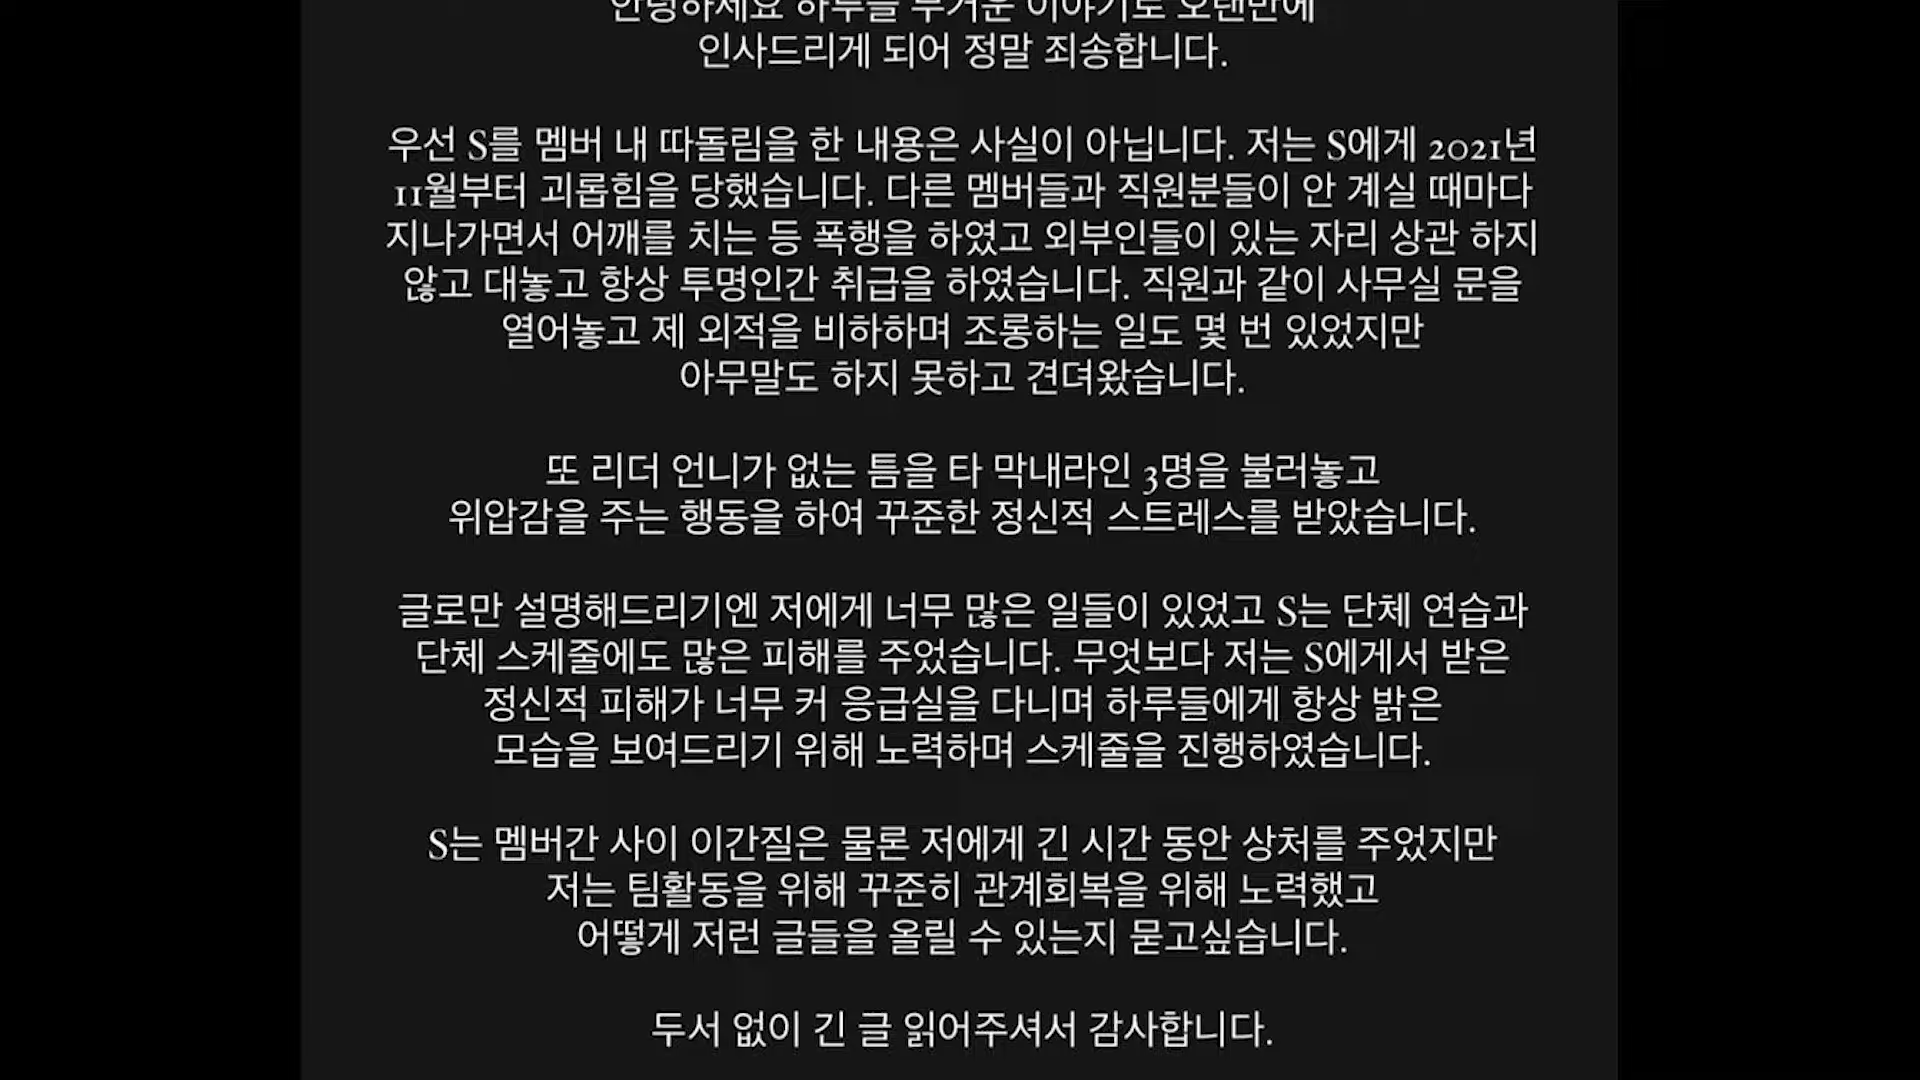 안녕하세요 하루들 무거운 이야기로 오랜만에
인사드리게 되어 정말 죄송합니다.
우선 S를 멤버 내 따돌림을 한 내용은 사실이 아닙니다. 저는 S에게 2021년
11월부터 괴롭힘을 당했습니다. 다른 멤버들과 직원분들이 안 계실 때마다
지나가면서 어깨를 치는 등 폭행을 하였고 외부인들이 있는 자리 상관 하지
않고 대놓고 항상 투명인간 취급을 하였습니다. 직원과 같이 사무실 문을
열어놓고 제 외적을 비하하며 조롱하는 일도 몇 번 있었지만
아무말도 하지 못하고 견뎌왔습니다.
또 리더 언니가 없는 틈을 타 막내라인 3명을 불러놓고
위압감을 주는 행동을 하여 꾸준한 정신적 스트레스를 받았습니다.
글로만 설명해드리기엔 저에게 너무 많은 일들이 있었고 S는 단체 연습과
단체 스케줄에도 많은 피해를 주었습니다. 무엇보다 저는 S에게서 받은
정신적 피해가 너무 커 응급실을 다니며 하루들에게 항상 밝은
모습을 보여드리기 위해 노력하며 스케줄을 진행하였습니다.
S는 멤버간 사이 이간질은 물론 저에게 긴 시간 동안 상처를 주었지만
저는 팀활동을 위해 꾸준히 관계회복을 위해 노력했고
어떻게 저런 글들을 올릴 수 있는지 묻고싶습니다.
두서 없이 긴 글 읽어주셔서 감사합니다.